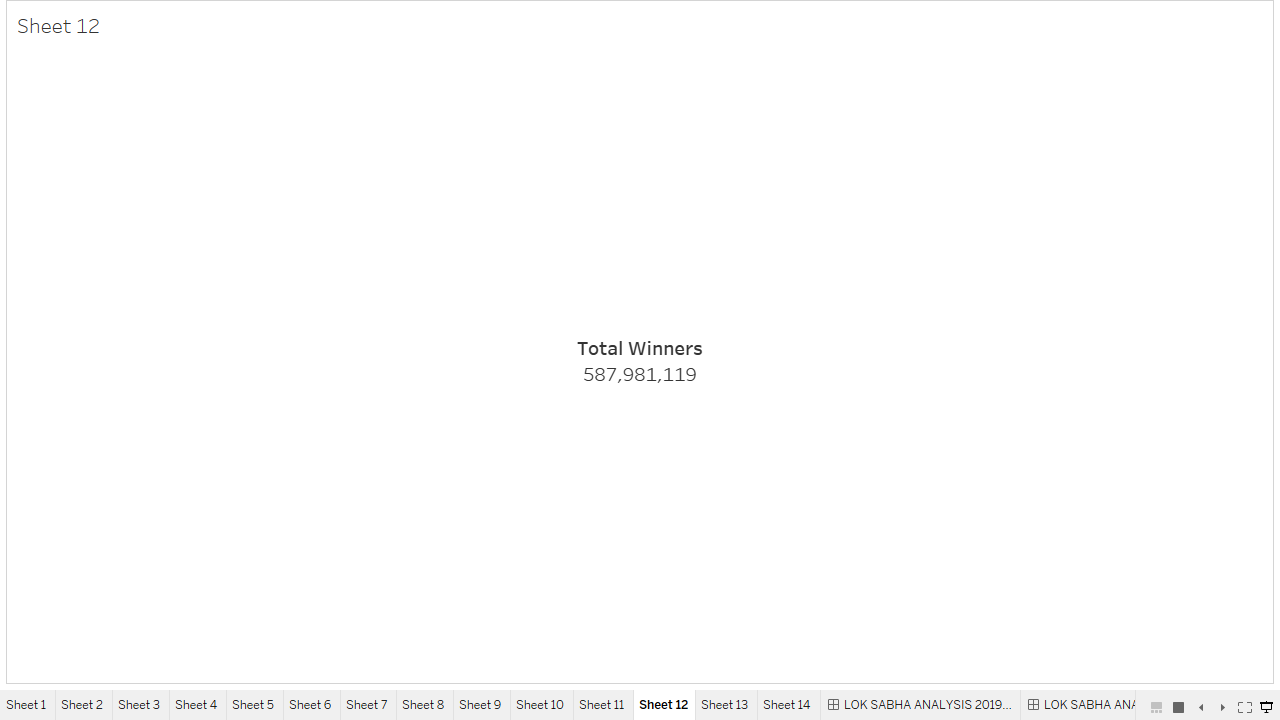 Sheet 12
Total Winners
587,981,119
Sheet 1 Sheet 2 Sheet 3 Sheet 4 Sheet 5 Sheet 6 Sheet 7 Sheet 8 Sheet 9 Sheet 10 Sheet 11 Sheet 12 Sheet 13 Sheet 14 LOK SABHA ANALYSIS 2019... LOK SABHA ANA